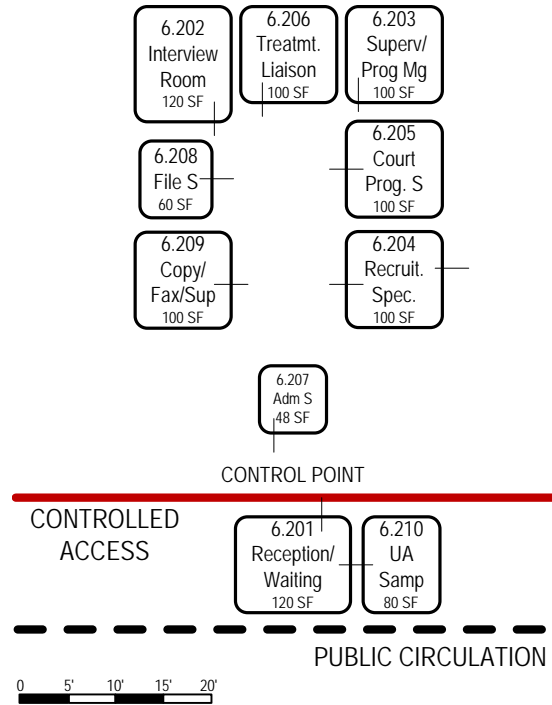 6.202
Interview
Room
120 SF
6.206
Treatmt.
Liaison
100 SF
6.203
Superv/
Prog Mg
100 SF
6.208
File S
60 SF
6.205
Court
Prog. S
100 SF
6.209
Copy/
Fax/Sup
100 SF
6.204
Recruit.
Spec.
100 SF
6.207
Adm S
48 SF
CONTROL POINT
CONTROLLED
ACCESS
6.201
Reception/
Waiting
120 SF
6.210
UA
Samp
80 SF
PUBLIC CIRCULATION
0 5' 10' 15' 20'